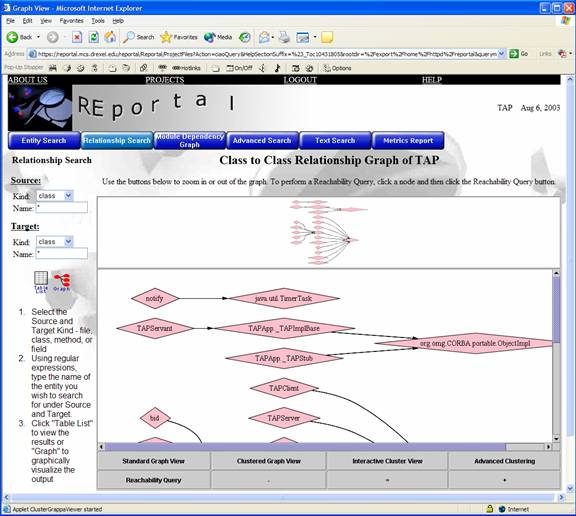 Graph View - Microsoft Internet Explorer
File Edit View Favorites Tools Help
Back Search Favorites Media
Address https://reportal.mcs.drexel.edu/reportal/Reportal/ProjectFiles?Action=ciaoQuery&HelpSectionSuffix=%23_Toc10431805&rootdir=%2Fexport%2Fhome%2Fhttpd%2Freportal&querym Go Links
Pop-Up Stopper Hotlinks On/Off Options
ABOUT US PROJECTS LOGOUT HELP
REportal
TAP Aug 6, 2003
Entity Search Relationship Search Module Dependency Graph Advanced Search Text Search Metrics Report
Relationship Search
Class to Class Relationship Graph of TAP
Use the buttons below to zoom in or out of the graph. To perform a Reachability Query, click a node and then click the Reachability Query button.
Source:
Kind: class
Name: *
Target:
Kind: class
Name: *
Table List Graph
1. Select the
Source and
Target Kind - file,
class, method, or
field
2. Using regular
expressions,
type the name of
the entity you
wish to search
for under Source
and Target
3. Click "Table List"
to view the
results or
"Graph" to
graphically
visualize the
output
notify java.util.TimerTask
TAPServant TAPApp._TAPImplBase
org.omg.CORBA.portable.ObjectImpl
TAPApp._TAPStub
TAPClient
bid TAPServer
Standard Graph View Clustered Graph View Interactive Cluster View Advanced Clustering
Reachability Query - = +
Applet ClusterGrappaViewer started Internet